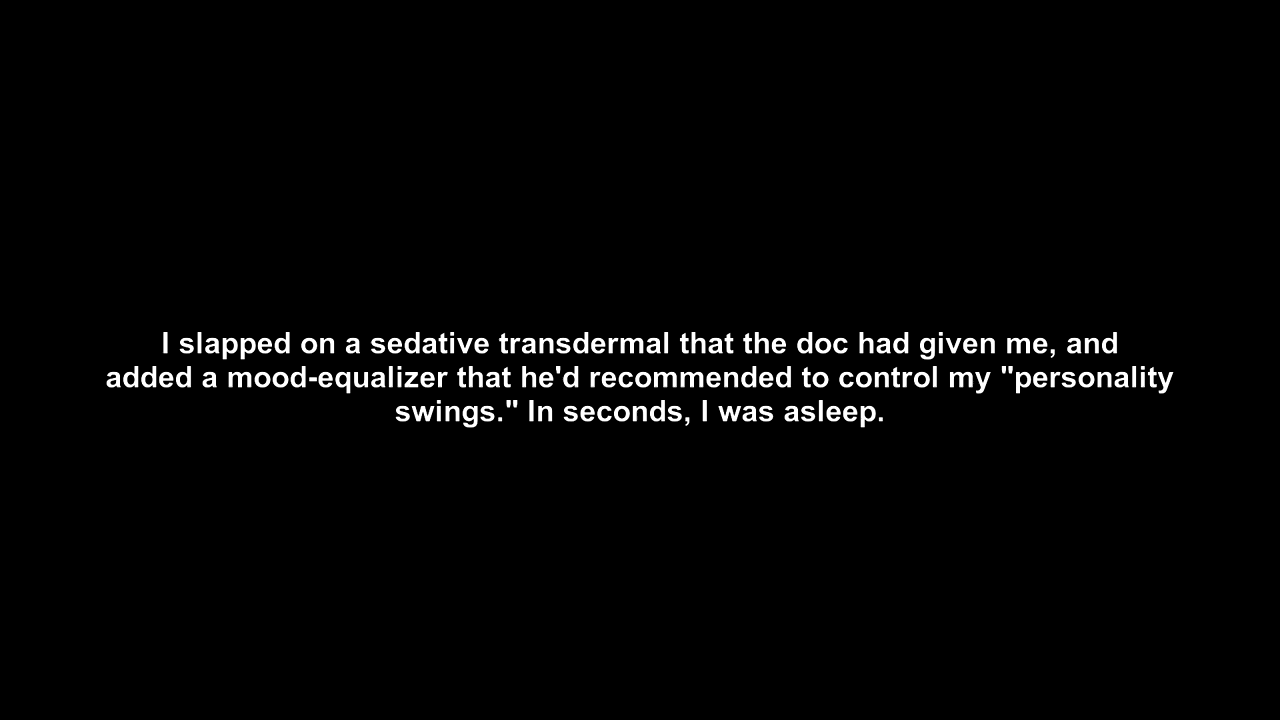 I slapped on a sedative transdermal that the doc had given me, and
added a mood-equalizer that he'd recommended to control my "personality
swings." In seconds, I was asleep.